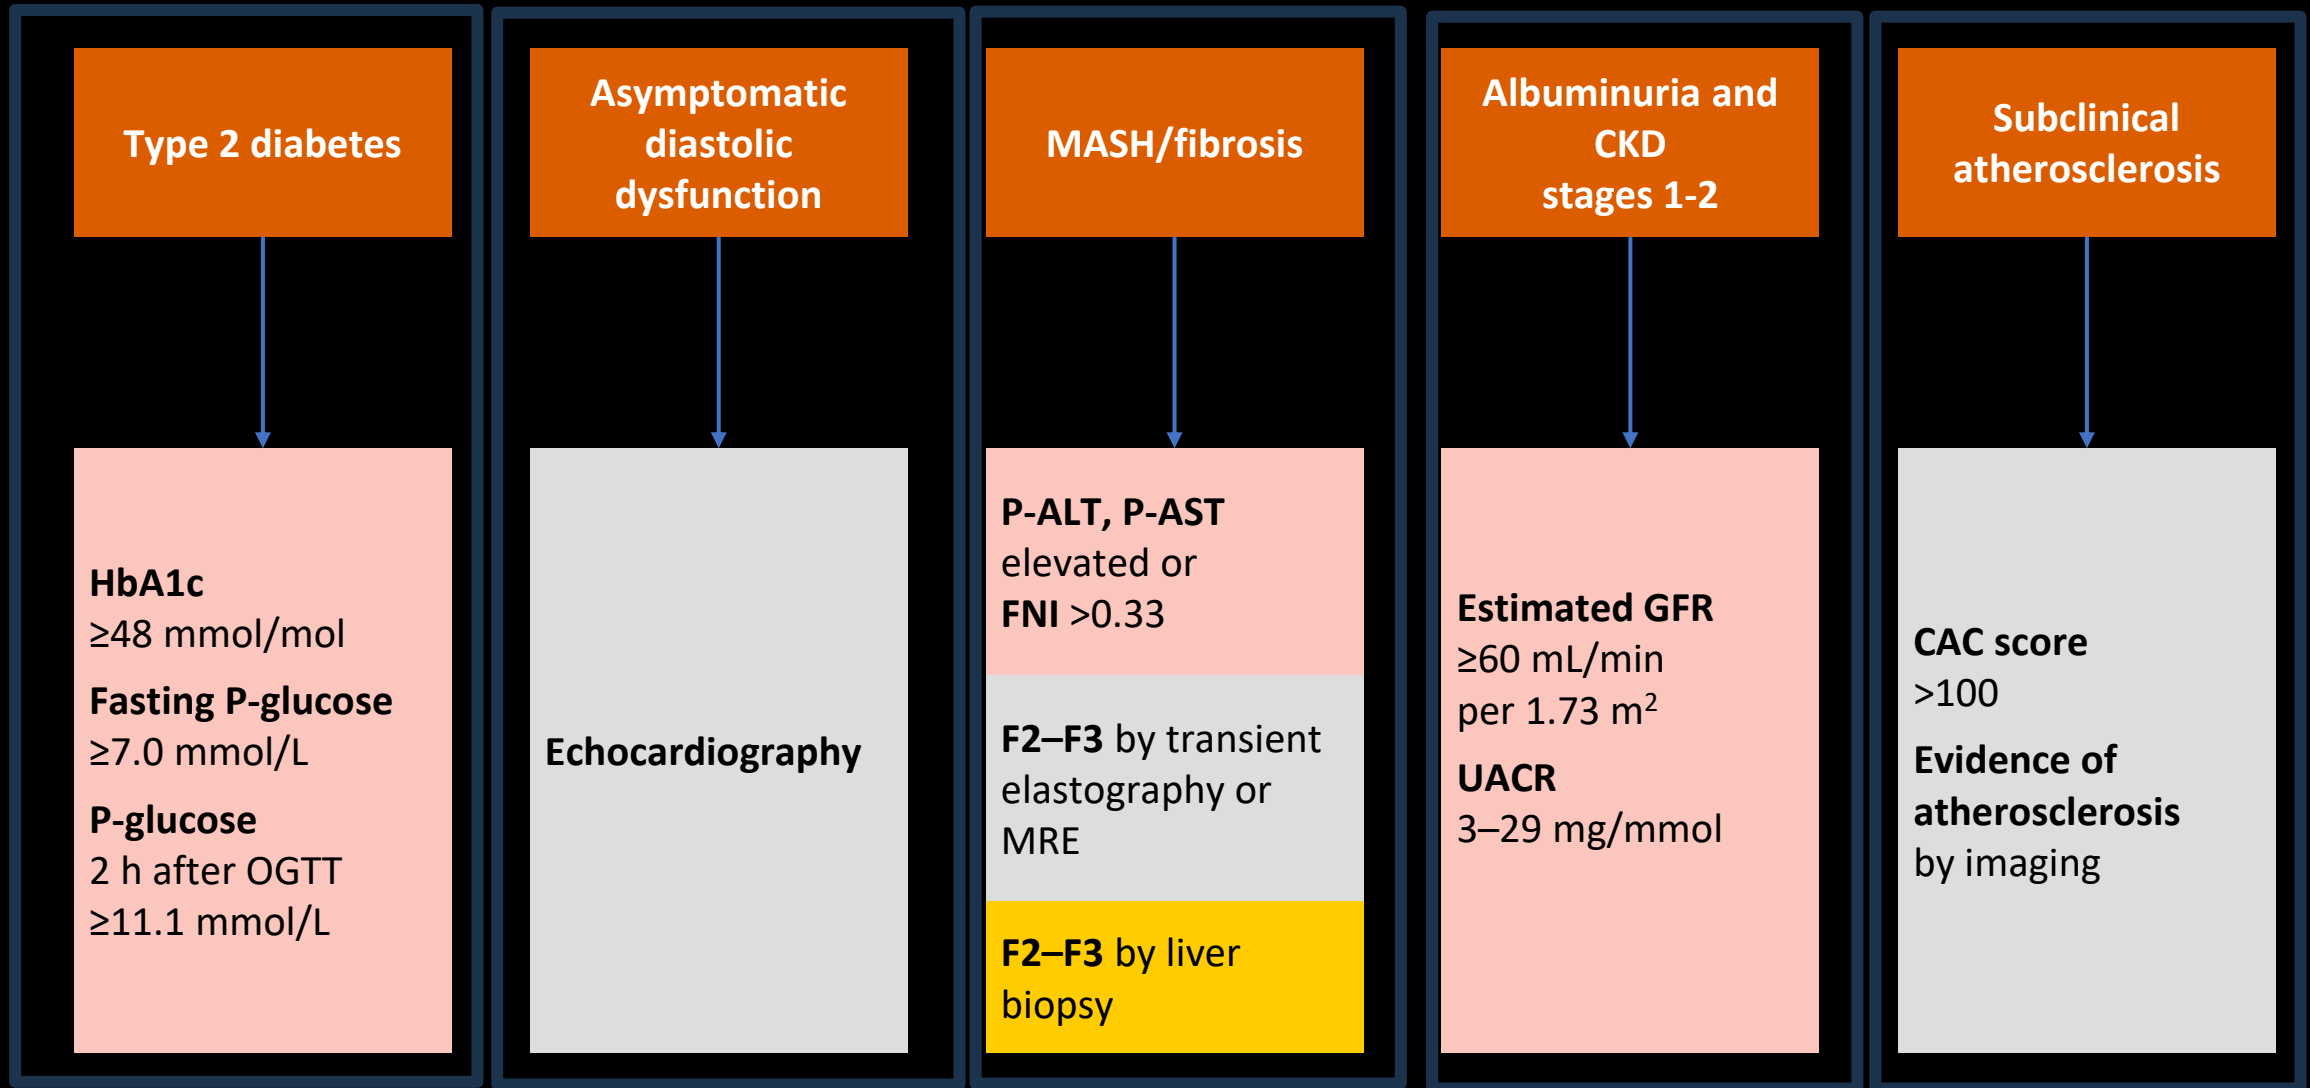 Type 2 diabetes
Asymptomatic
diastolic
dysfunction
MASH/fibrosis
Albuminuria and
CKD
stages 1-2
Subclinical
atherosclerosis
HbA1c
≥48 mmol/mol
Fasting P-glucose
≥7.0 mmol/L
P-glucose
2 h after OGTT
≥11.1 mmol/L
Echocardiography
P-ALT, P-AST
elevated or
FNI >0.33
F2–F3 by transient
elastography or
MRE
F2–F3 by liver
biopsy
Estimated GFR
≥60 mL/min
per 1.73 m²
UACR
3–29 mg/mmol
CAC score
>100
Evidence of
atherosclerosis
by imaging